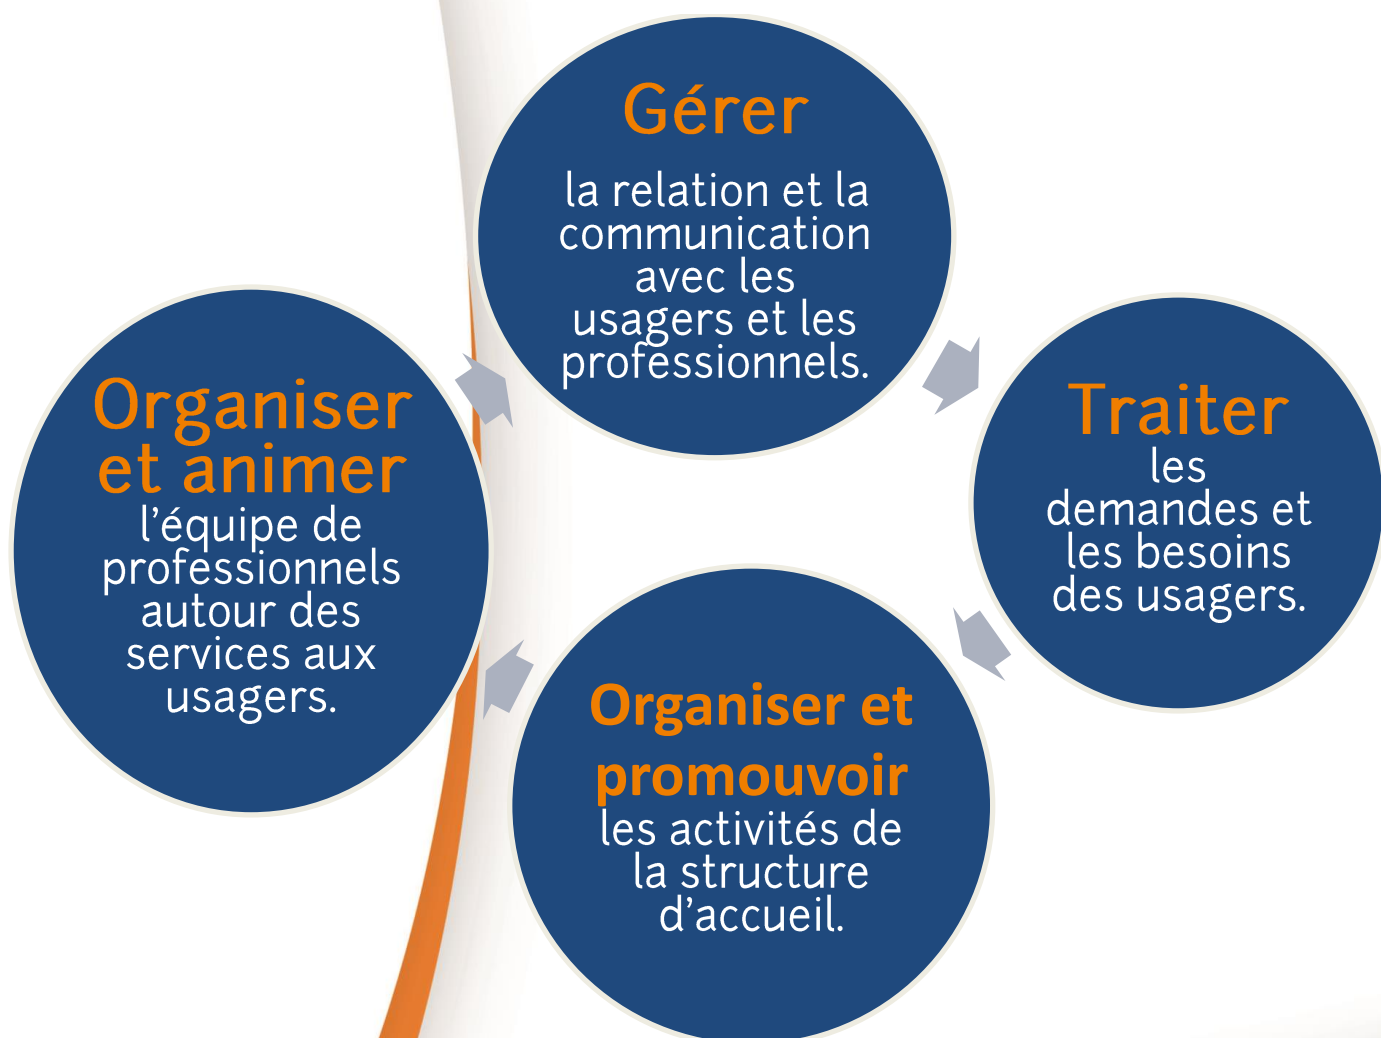 Gérer
la relation et la
communication
avec les
usagers et les
professionnels.
Traiter
les
demandes et
les besoins
des usagers.
Organiser et
promouvoir
les activités de
la structure
d’accueil.
Organiser
et animer
l’équipe de
professionnels
autour des
services aux
usagers.